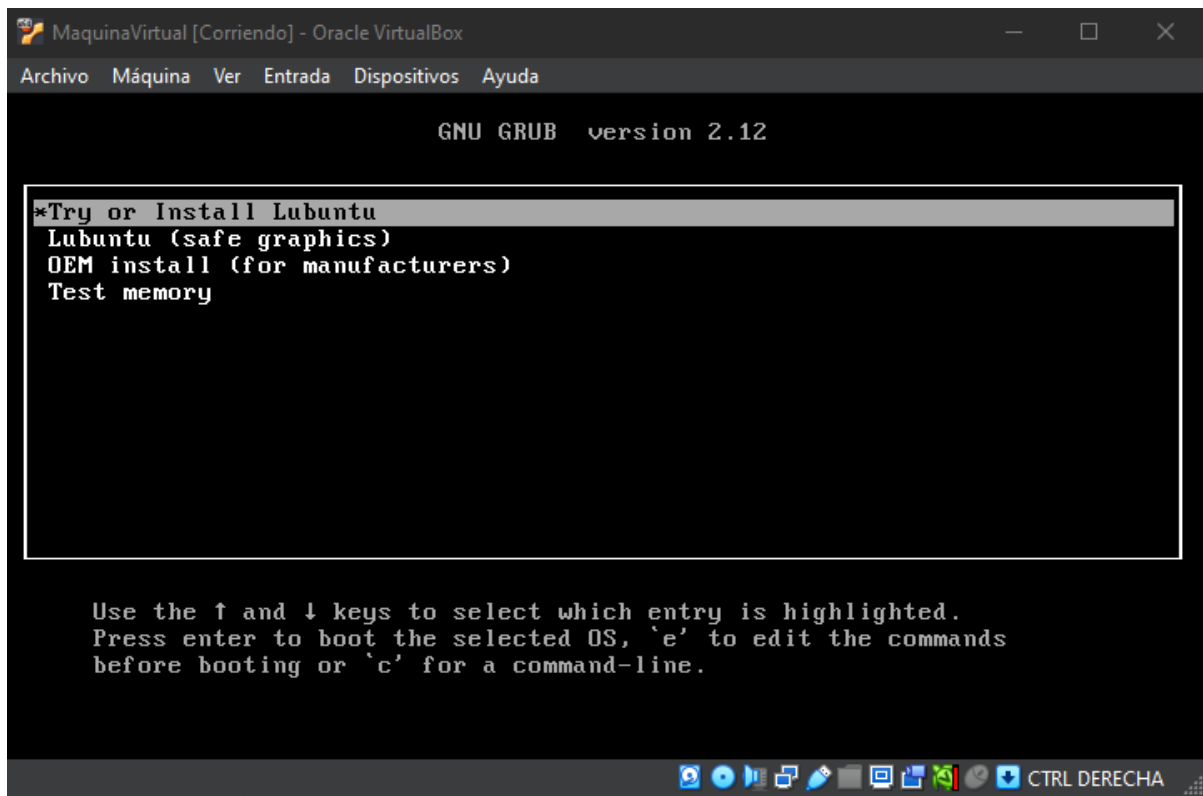 MaquinaVirtual [Corriendo] - Oracle VirtualBox
Archivo Máquina Ver Entrada Dispositivos Ayuda
GNU GRUB version 2.12
*Try or Install Lubuntu
Lubuntu (safe graphics)
OEM install (for manufacturers)
Test memory
Use the ↑ and ↓ keys to select which entry is highlighted.
Press enter to boot the selected OS, `e' to edit the commands
before booting or `c' for a command-line.
CTRL DERECHA